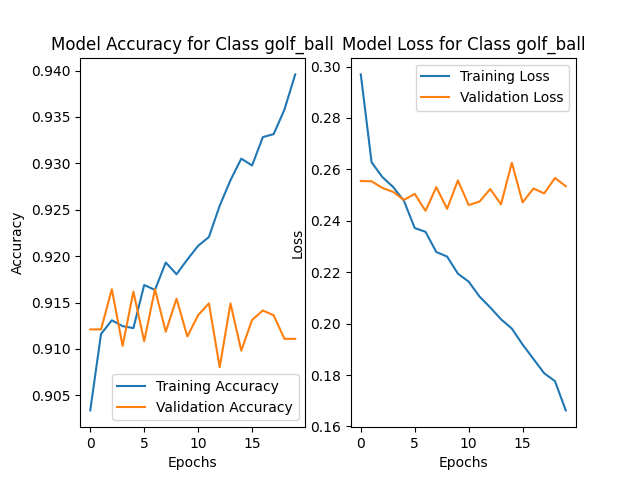 Model Accuracy for Class golf_ball
0.940
0.935
0.930
0.925
0.920
0.915
0.910
0.905
Accuracy
Training Accuracy
Validation Accuracy
0 5 10 15
Epochs
Model Loss for Class golf_ball
0.30
0.28
0.26
0.24
0.22
0.20
0.18
0.16
Loss
Training Loss
Validation Loss
0 5 10 15
Epochs